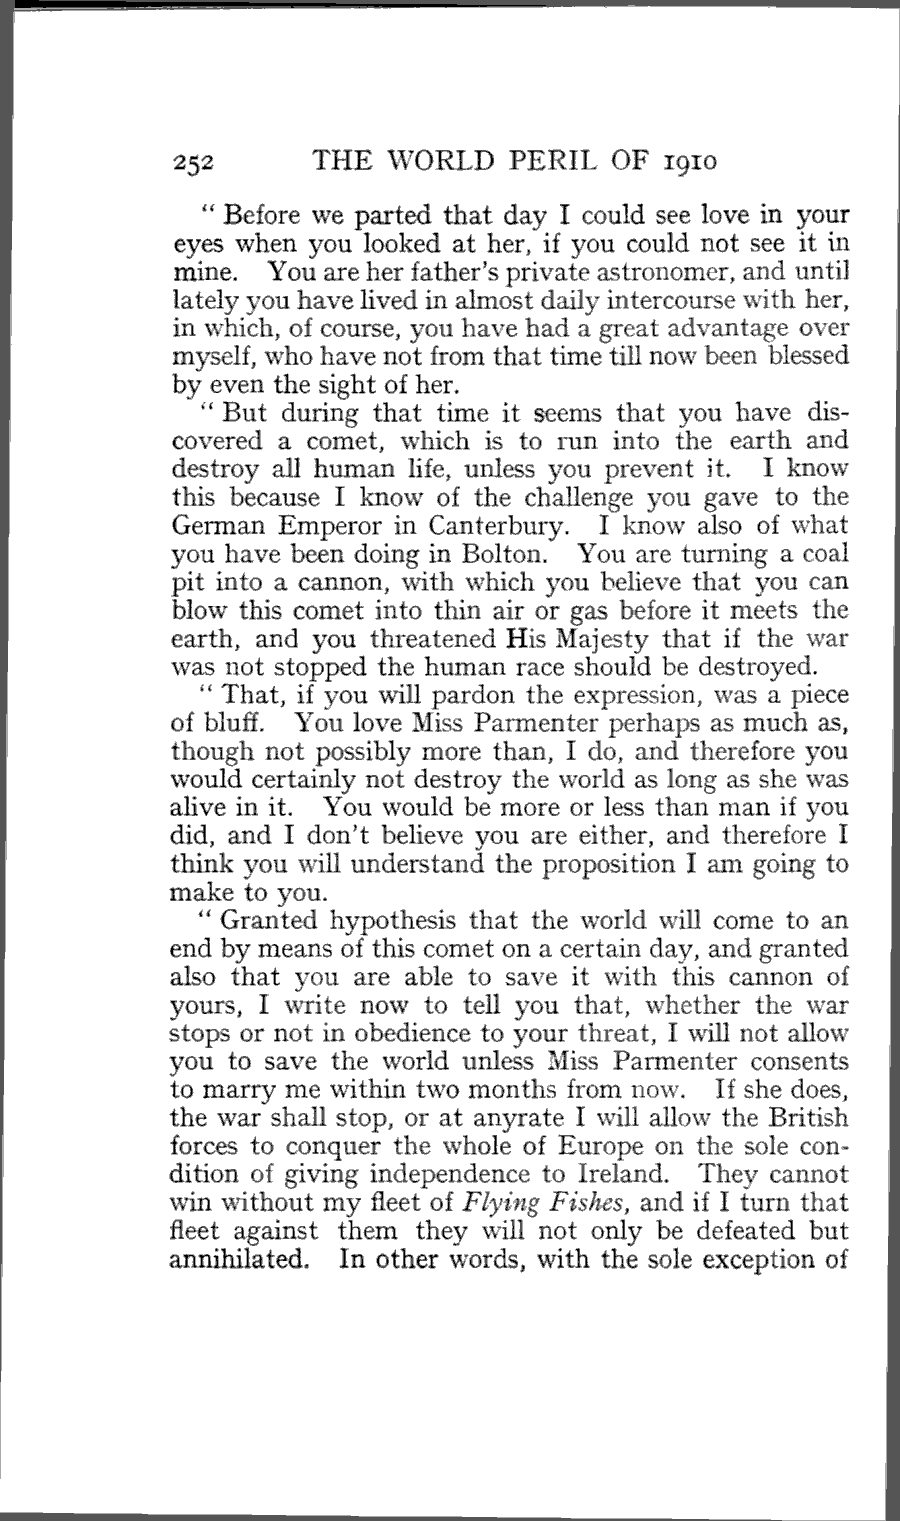 252 THE WORLD PERIL OF 1910
“ Before we parted that day I could see love in your
eyes when you looked at her, if you could not see it in
mine. You are her father's private astronomer, and until
lately you have lived in almost daily intercourse with her,
in which, of course, you have had a great advantage over
myself, who have not from that time till now been blessed
by even the sight of her.
“ But during that time it seems that you have dis-
covered a comet, which is to run into the earth and
destroy all human life, unless you prevent it. I know
this because I know of the challenge you gave to the
German Emperor in Canterbury. I know also of what
you have been doing in Bolton. You are turning a coal
pit into a cannon, with which you believe that you can
blow this comet into thin air or gas before it meets the
earth, and you threatened His Majesty that if the war
was not stopped the human race should be destroyed.
“ That, if you will pardon the expression, was a piece
of bluff. You love Miss Parmenter perhaps as much as,
though not possibly more than, I do, and therefore you
would certainly not destroy the world as long as she was
alive in it. You would be more or less than man if you
did, and I don't believe you are either, and therefore I
think you will understand the proposition I am going to
make to you.
“ Granted hypothesis that the world will come to an
end by means of this comet on a certain day, and granted
also that you are able to save it with this cannon of
yours, I write now to tell you that, whether the war
stops or not in obedience to your threat, I will not allow
you to save the world unless Miss Parmenter consents
to marry me within two months from now. If she does,
the war shall stop, or at anyrate I will allow the British
forces to conquer the whole of Europe on the sole con-
dition of giving independence to Ireland. They cannot
win without my fleet of Flying Fishes, and if I turn that
fleet against them they will not only be defeated but
annihilated. In other words, with the sole exception of